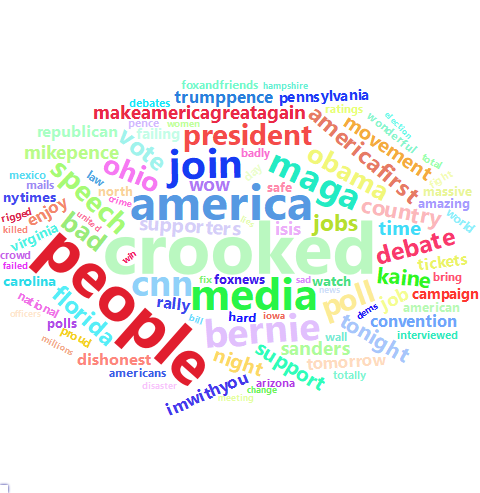 foxandfriends
hampshire
trumppence
pennsylvania
debates
makeamericagreatagain
ratings
election
pence
women
wonderful
republican
vote
failing
president
americafirst
movement
total
mikepence
ohio
join
badly
obama
right
mexico
law
wow
maga
massive
mails
speech
north
safe
country
amazing
nytimes
enjoy
crime
america
jobs
world
rigged
united
supporters
isis
time
killed
virginia
bad
crooked
debate
crowd
win
tickets
failed
people
fix
foxnews
sad
watch
kaine
bring
carolina
cnn
media
news
poll
job
campaign
national
florida
rally
hard
iowa
dems
american
officers
polls
bill
bernie
wall
tonight
convention
proud
interviewed
millions
dishonest
night
support
sanders
tomorrow
americans
totally
disaster
imwithyou
arizona
change
meeting